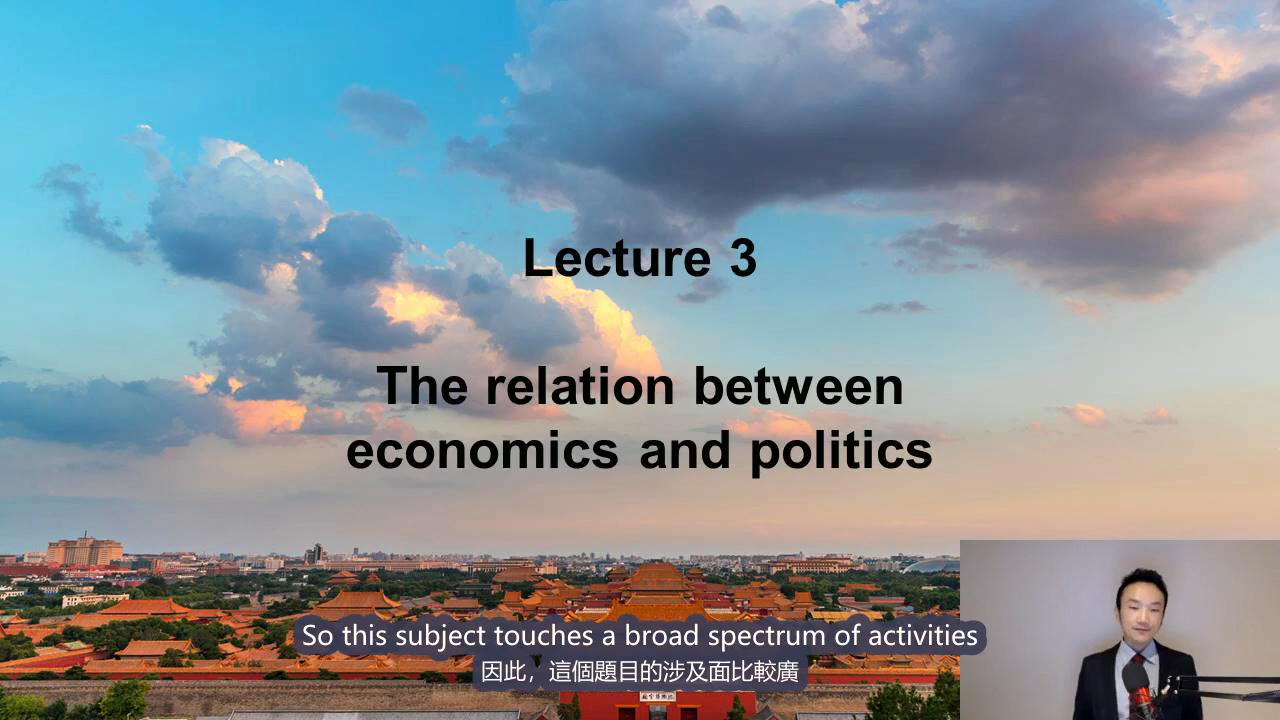 Lecture 3
The relation between
economics and politics
So this subject touches a broad spectrum of activities
因此，這個題目的涉及面比較廣